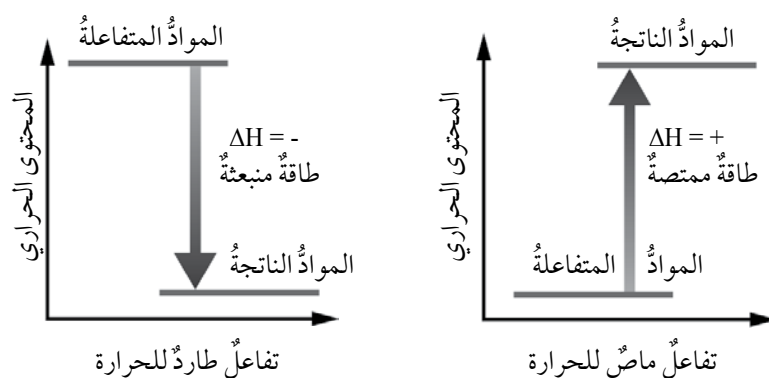 الموادُّ الناتجةُ
المحتوى الحراري
ΔH = +
طاقةٌ ممتصةٌ
الموادُّ المتفاعلةُ
تفاعلٌ ماصٌ للحرارة
الموادُّ المتفاعلةُ
المحتوى الحراري
ΔH = -
طاقةٌ منبعثةٌ
الموادُّ الناتجةُ
تفاعلٌ طاردٌ للحرارة